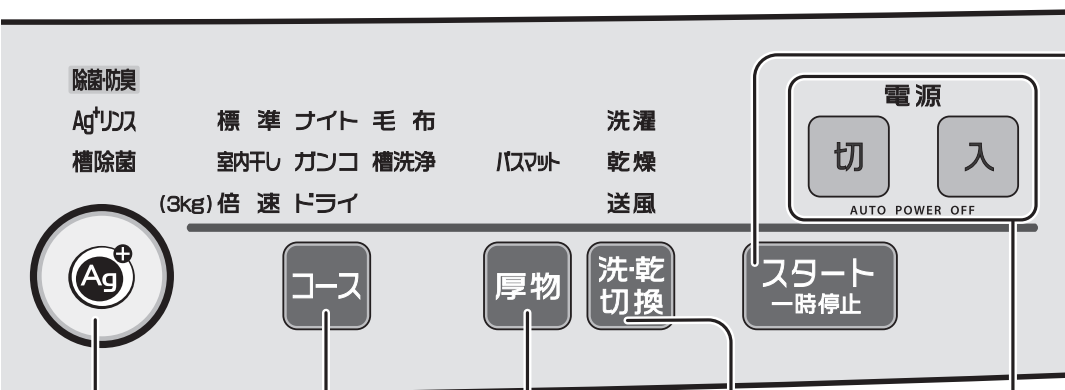 除菌・防臭
Ag⁺リンス
槽除菌
標準 ナイト 毛布
室内干し ガンコ 槽洗浄
(3kg)倍速 ドライ
バスマット
洗濯
乾燥
送風
電源
切 入
AUTO POWER OFF
Ag⁺
コース
厚物
洗・乾
切換
スタート
一時停止